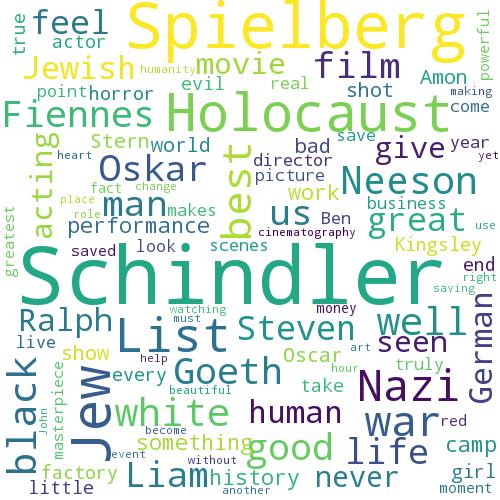 true
feel
Spielberg
powerful
actor
Jewish
humanity
movie
film
making
point
horror
evil
real
shot
Amon
come
Fiennes
Holocaust
acting
Stern
world
best
save
give
year
yet
heart
Oskar
bad
director
picture
Neeson
fact
change
place
role
man
makes
us
work
business
greatest
performance
Ben
great
cinematography
saved
look
scenes
Kingsley
Schindler
end
use
right
saving
Ralph
List
watching
must
money
Steven
well
live
show
help
art
Oscar
seen
German
black
masterpiece
Jew
every
Goeth
hour
truly
beautiful
take
Nazi
John
white
human
war
red
become
event
something
without
good
life
camp
factory
Liam
history
never
girl
little
another
moment